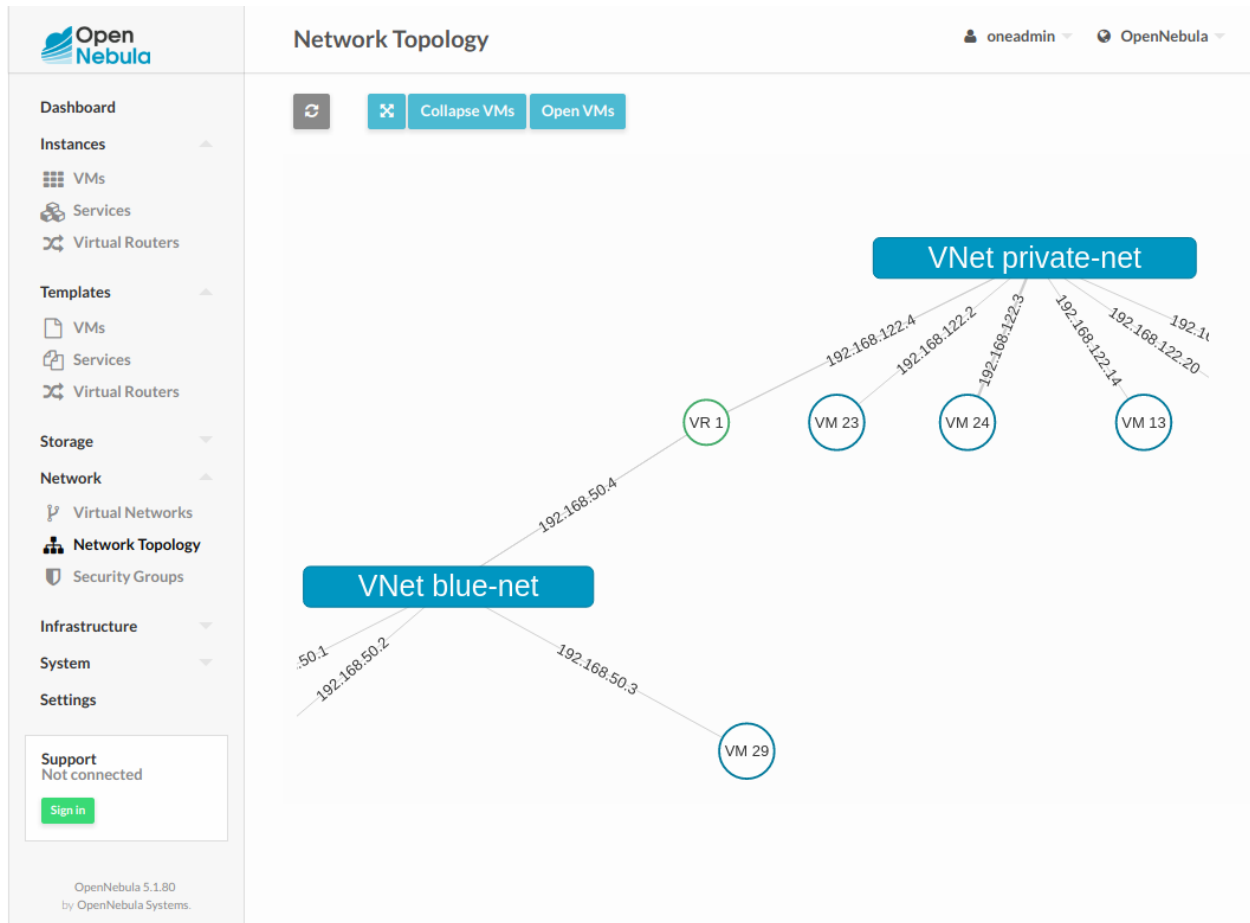 Open
Nebula
Network Topology
oneadmin
OpenNebula
Dashboard
Instances
VMs
Services
Virtual Routers
Templates
VMs
Services
Virtual Routers
Storage
Network
Virtual Networks
Network Topology
Security Groups
Infrastructure
System
Settings
Support
Not connected
Sign in
OpenNebula 5.1.80
by OpenNebula Systems.
Collapse VMs
Open VMs
VNet private-net
192.168.122.4
192.168.122.2
192.168.122.3
192.168.122.14
192.168.122.20
VR 1
VM 23
VM 24
VM 13
192.168.50.4
VNet blue-net
.50.1
192.168.50.2
192.168.50.3
VM 29